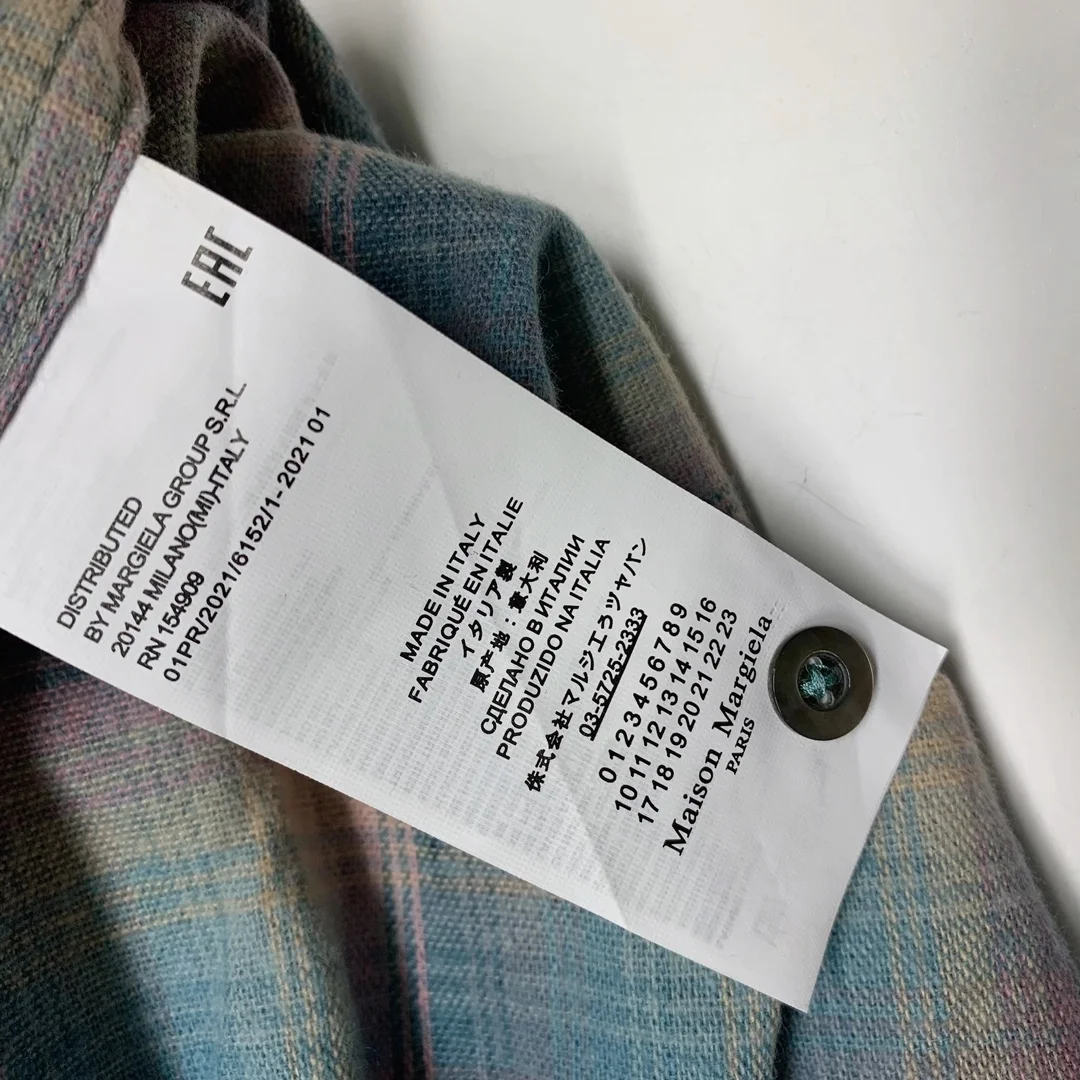 EAC
DISTRIBUTED
BY MARGIELA GROUP S.R.L.
20144 MILANO(MI)-ITALY
RN 154909
01PR/2021/6152/1- 2021 01
MADE IN ITALY
FABRIQUÉ EN ITALIE
イタリア製
原产地：意大利
СДЕЛАНО В ИТАЛИИ
PRODUZIDO NA ITALIA
侏式会社マルジエぅツヤパン
03-5725-2333
0 1 2 3 4 5 6 7 8 9
10 11 12 13 14 15 16
17 18 19 20 21 22 23
Maison Margiela
PARIS